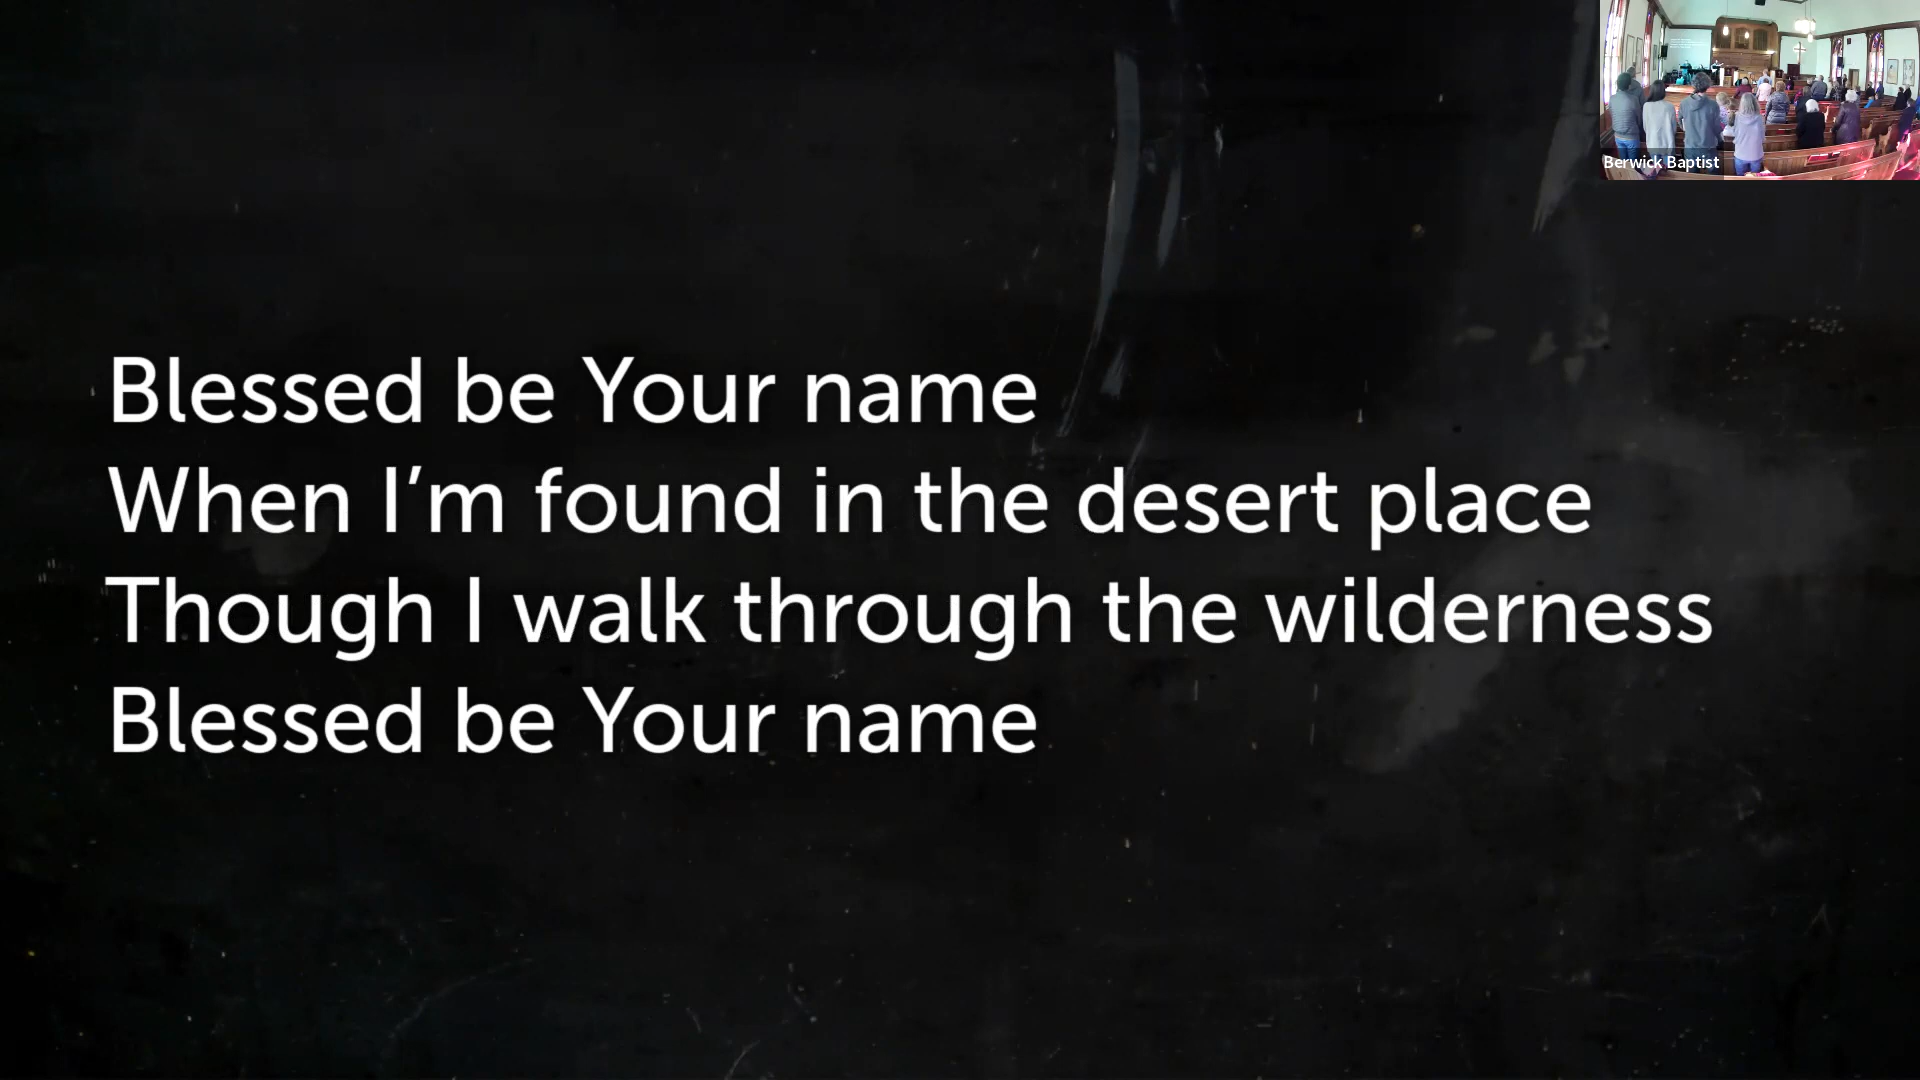 Blessed be Your name
When I’m found in the desert place
Though I walk through the wilderness
Blessed be Your name
Berwick Baptist